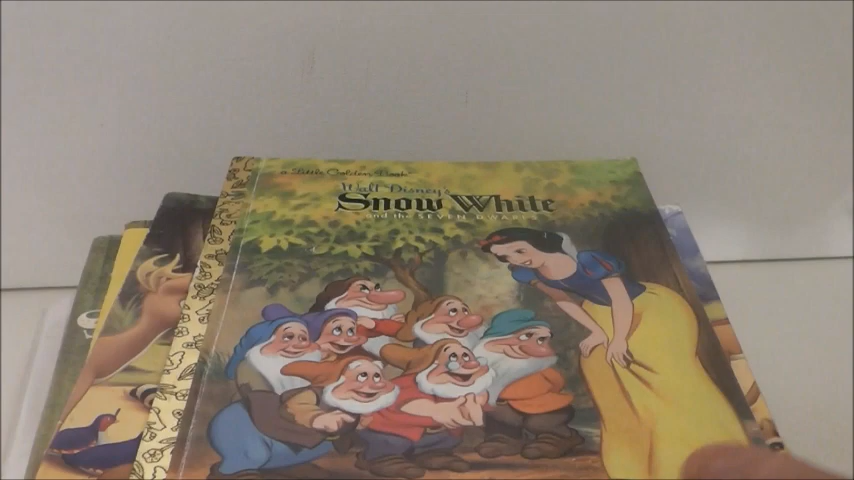 a Little Golden Book
Walt Disney's
Snow White
and the SEVEN DWARFS